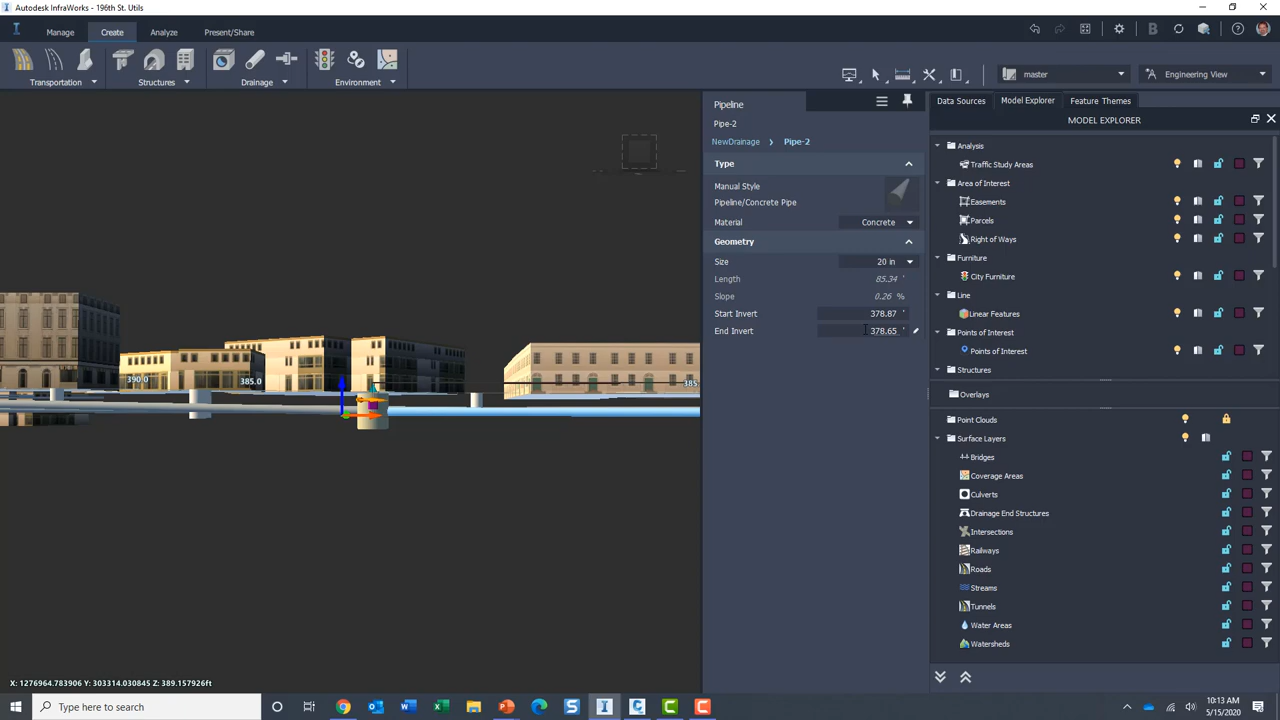 Autodesk InfraWorks - 196th St. Utils
Manage
Create
Analyze
Present/Share
master
Engineering View
Transportation
Structures
Drainage
Environment
Pipeline
Pipe-2
NewDrainage
Pipe-2
Type
Manual Style
Pipeline/Concrete Pipe
Material
Concrete
Geometry
Size
20 in
Length
85.34 '
Slope
0.26 %
Start Invert
378.87 '
End Invert
378.65 '
Data Sources
Model Explorer
Feature Themes
MODEL EXPLORER
Analysis
Traffic Study Areas
Area of Interest
Easements
Parcels
Right of Ways
Furniture
City Furniture
Line
Linear Features
Points of Interest
Points of Interest
Structures
Overlays
Point Clouds
Surface Layers
Bridges
Coverage Areas
Culverts
Drainage End Structures
Intersections
Railways
Roads
Streams
Tunnels
Water Areas
Watersheds
390.0
385.0
385
X: 1276964.783906 Y: 303314.030845 Z: 389.157926ft
Type here to search
10:13 AM
5/15/2020